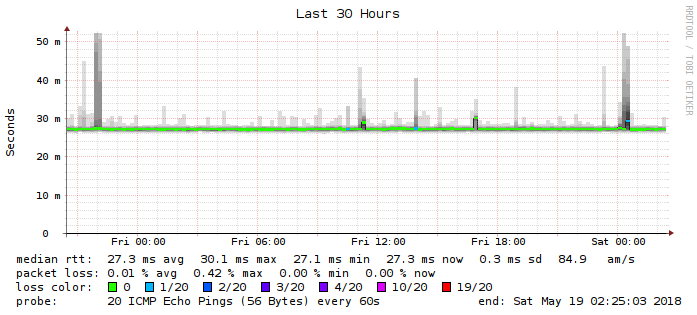 Last 30 Hours
RRDTOOL / TOBI OETIKER
Seconds
50 m
40 m
30 m
20 m
10 m
0
Fri 00:00 Fri 06:00 Fri 12:00 Fri 18:00 Sat 00:00
median rtt: 27.3 ms avg 30.1 ms max 27.1 ms min 27.3 ms now 0.3 ms sd 84.9 am/s
packet loss: 0.01 % avg 0.42 % max 0.00 % min 0.00 % now
loss color: 0 1/20 2/20 3/20 4/20 10/20 19/20
probe: 20 ICMP Echo Pings (56 Bytes) every 60s end: Sat May 19 02:25:03 2018